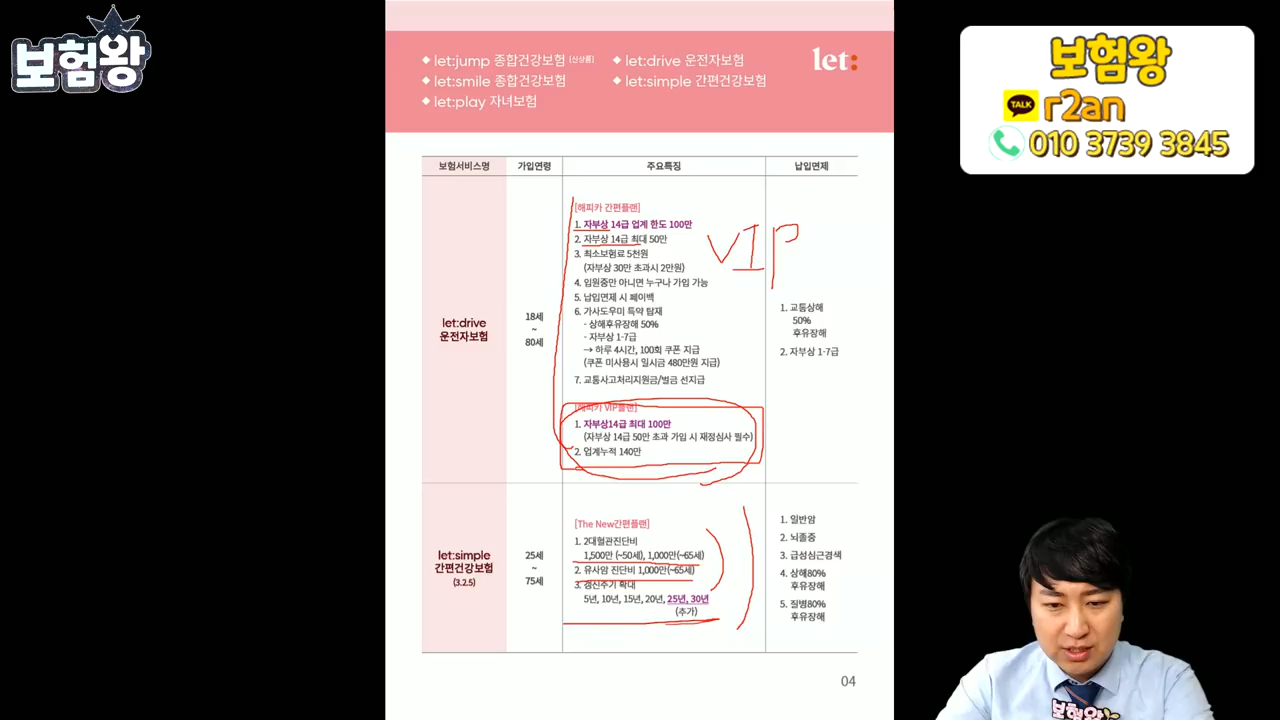 보험왕
보험왕
TALK r2an
010 3739 3845
◆ let:jump 종합건강보험 [신상품]
◆ let:drive 운전자보험
let:
◆ let:smile 종합건강보험
◆ let:simple 간편건강보험
◆ let:play 자녀보험
보험서비스명 가입연령 주요특징 납입면제
let:drive
운전자보험
18세
~
80세
[해피카 간편플랜]
1. 자부상 14급 업계 한도 100만
2. 자부상 14급 최대 50만
3. 최소보험료 5천원
(자부상 30만 초과시 2만원)
4. 입원중만 아니면 누구나 가입 가능
5. 납입면제 시 페이백
6. 가사도우미 특약 탑재
- 상해후유장해 50%
- 자부상 1-7급
→ 하루 4시간, 100회 쿠폰 지급
(쿠폰 미사용시 일시금 480만원 지급)
7. 교통사고처리지원금/벌금 선지급
VIP
[해피카 VIP플랜]
1. 자부상14급 최대 100만
(자부상 14급 50만 초과 가입 시 재정심사 필수)
2. 업계누적 140만
1. 교통상해
50%
후유장해
2. 자부상 1-7급
let:simple
간편건강보험
(3.2.5)
25세
~
75세
[The New간편플랜]
1. 2대혈관진단비
1,500만 (~50세), 1,000만(~65세)
2. 유사암 진단비 1,000만(~65세)
3. 갱신주기 확대
5년, 10년, 15년, 20년, 25년, 30년
(추가)
1. 일반암
2. 뇌졸중
3. 급성심근경색
4. 상해80%
후유장해
5. 질병80%
후유장해
04
보험왕